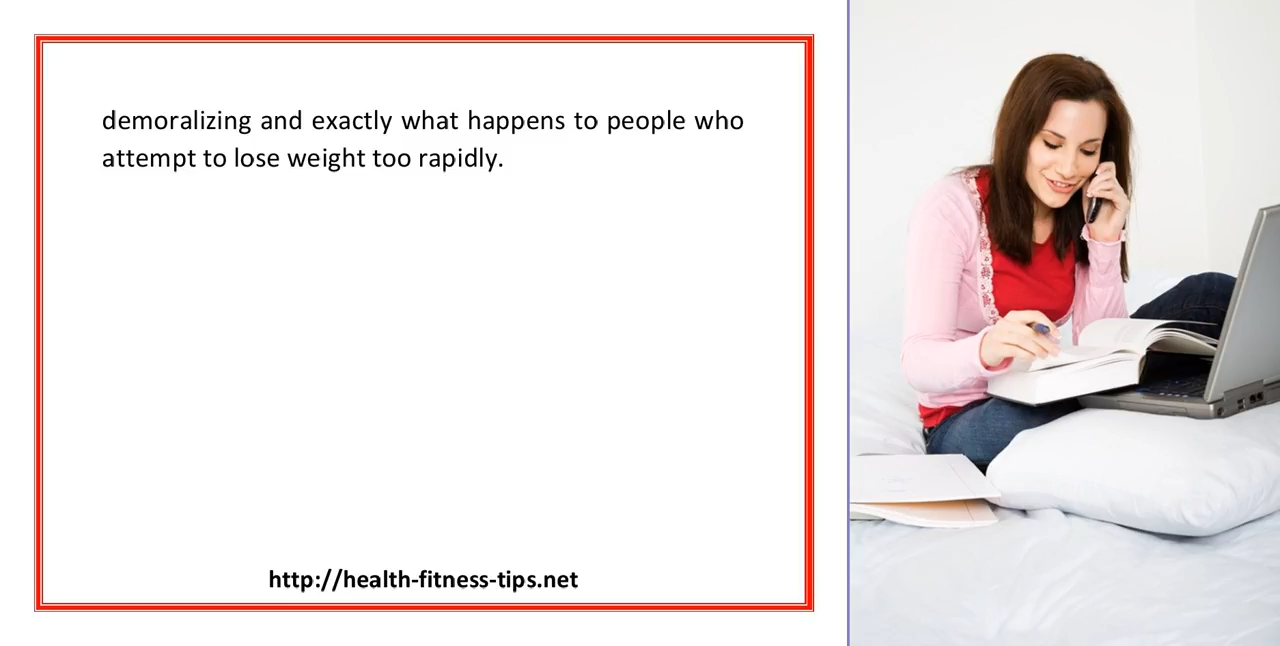 demoralizing and exactly what happens to people who
attempt to lose weight too rapidly.
http://health-fitness-tips.net